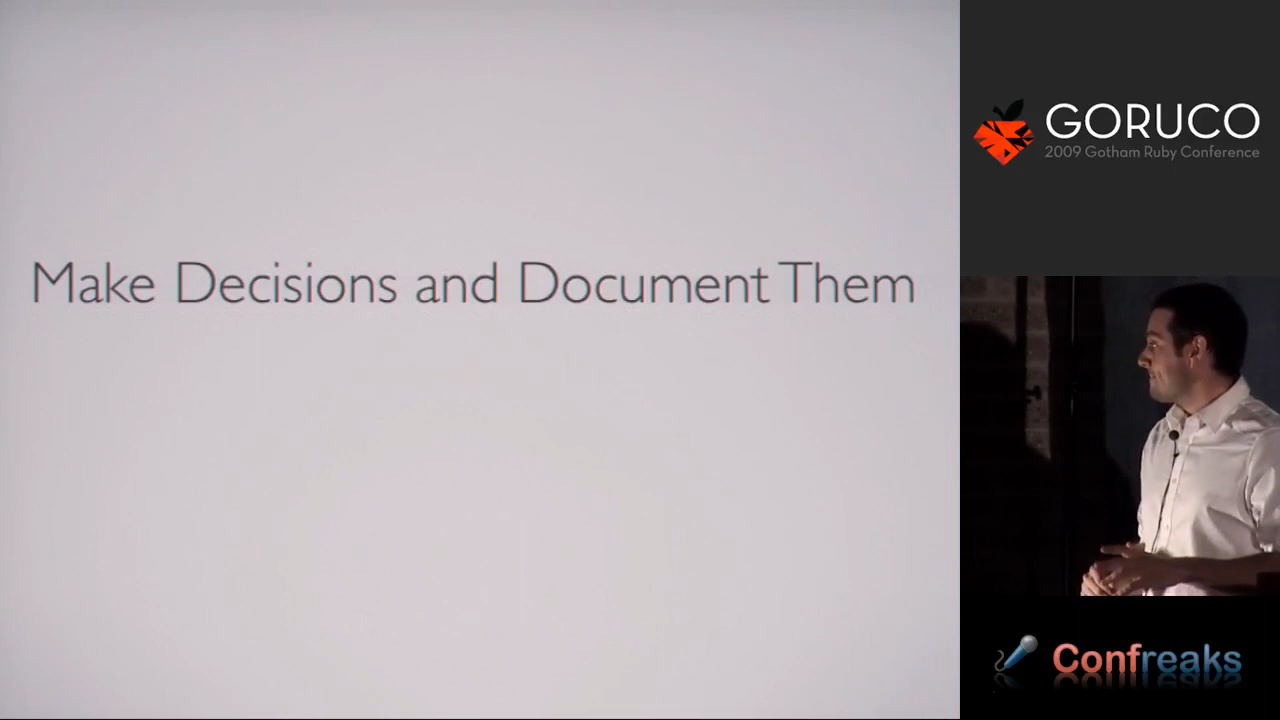 Make Decisions and Document Them
GORUCO
2009 Gotham Ruby Conference
Confreaks